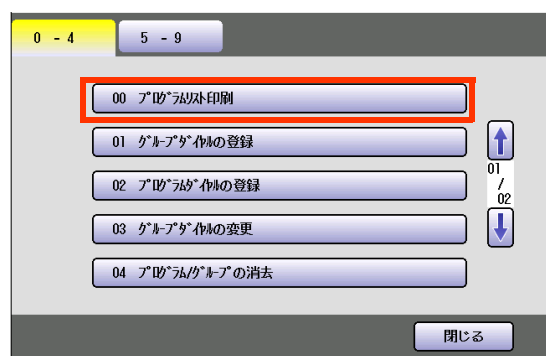 0 - 4
5 - 9
00 ﾌﾟﾛｸﾞﾗﾑﾘｽﾄ印刷
01 ｸﾞﾙｰﾌﾟﾀﾞｲﾔﾙの登録
02 ﾌﾟﾛｸﾞﾗﾑﾀﾞｲﾔﾙの登録
03 ｸﾞﾙｰﾌﾟﾀﾞｲﾔﾙの変更
04 ﾌﾟﾛｸﾞﾗﾑ/ｸﾞﾙｰﾌﾟの消去
01
/
02
閉じる